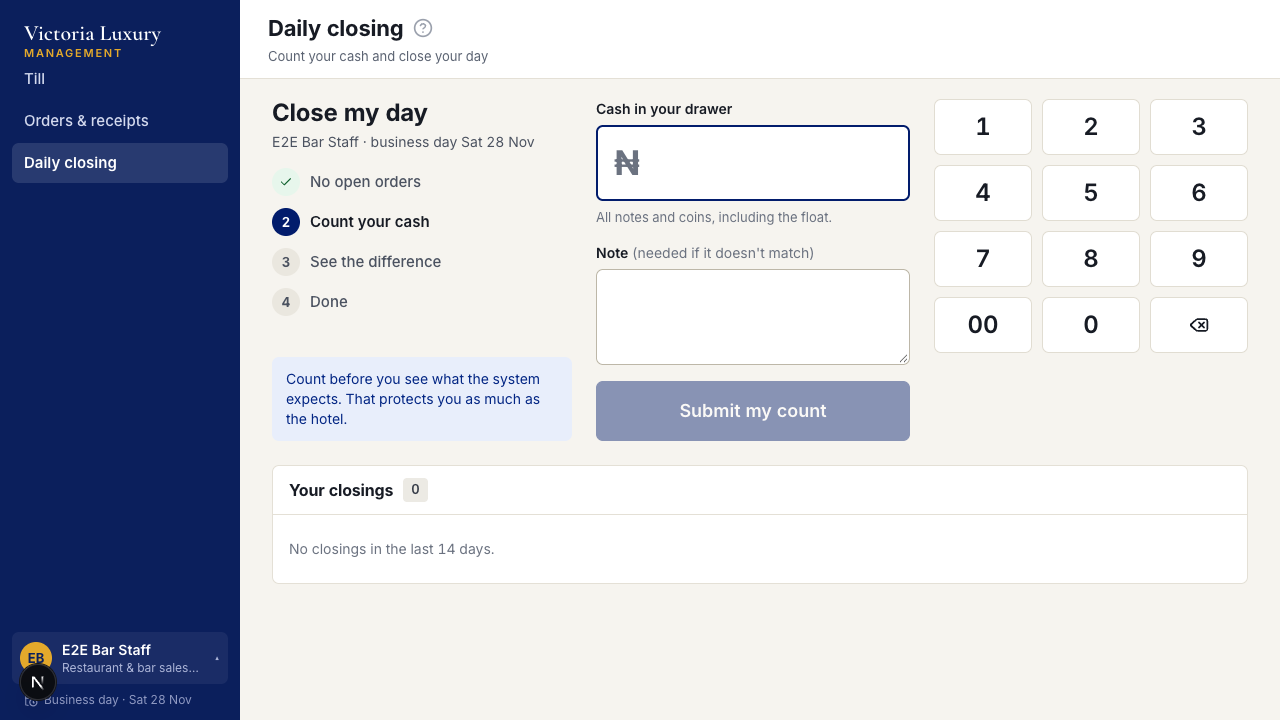 Victoria Luxury
MANAGEMENT
Till
Orders & receipts
Daily closing
EB
E2E Bar Staff
Restaurant & bar sales...
N
Business day · Sat 28 Nov
Daily closing ?
Count your cash and close your day
Close my day
E2E Bar Staff · business day Sat 28 Nov
No open orders
2 Count your cash
3 See the difference
4 Done
Count before you see what the system
expects. That protects you as much as
the hotel.
Cash in your drawer
₦
All notes and coins, including the float.
Note (needed if it doesn't match)
Submit my count
1 2 3
4 5 6
7 8 9
00 0
Your closings 0
No closings in the last 14 days.